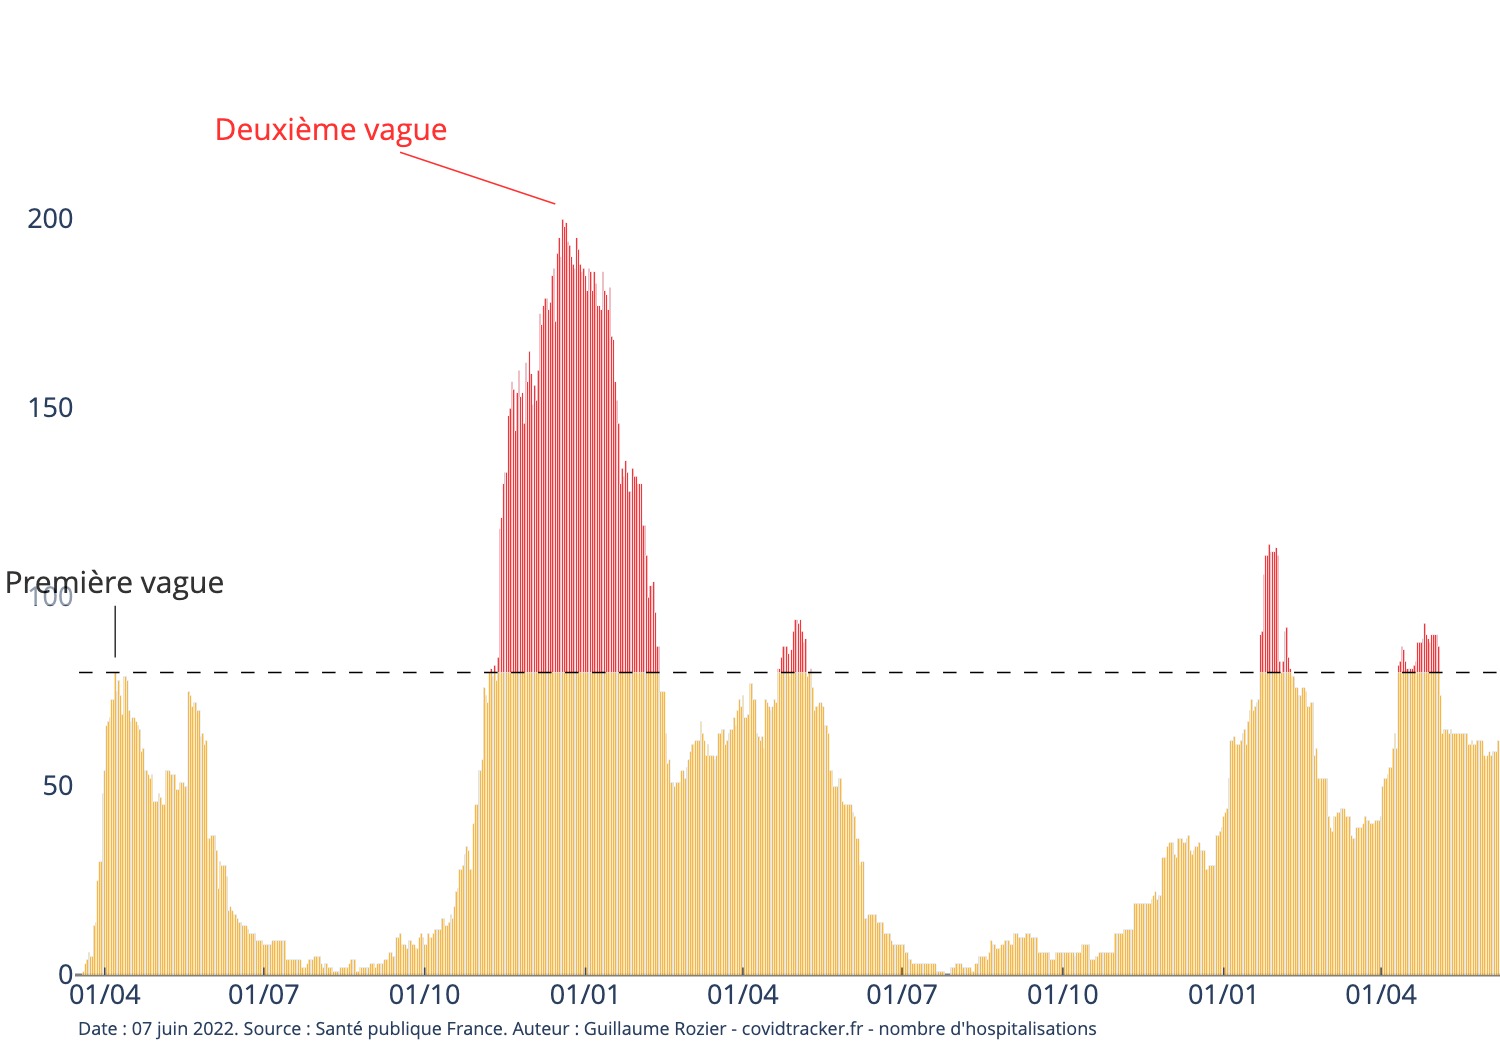 Deuxième vague
200
150
Première vague
100
50
0
01/04 01/07 01/10 01/01 01/04 01/07 01/10 01/01 01/04
Date : 07 juin 2022. Source : Santé publique France. Auteur : Guillaume Rozier - covidtracker.fr - nombre d'hospitalisations